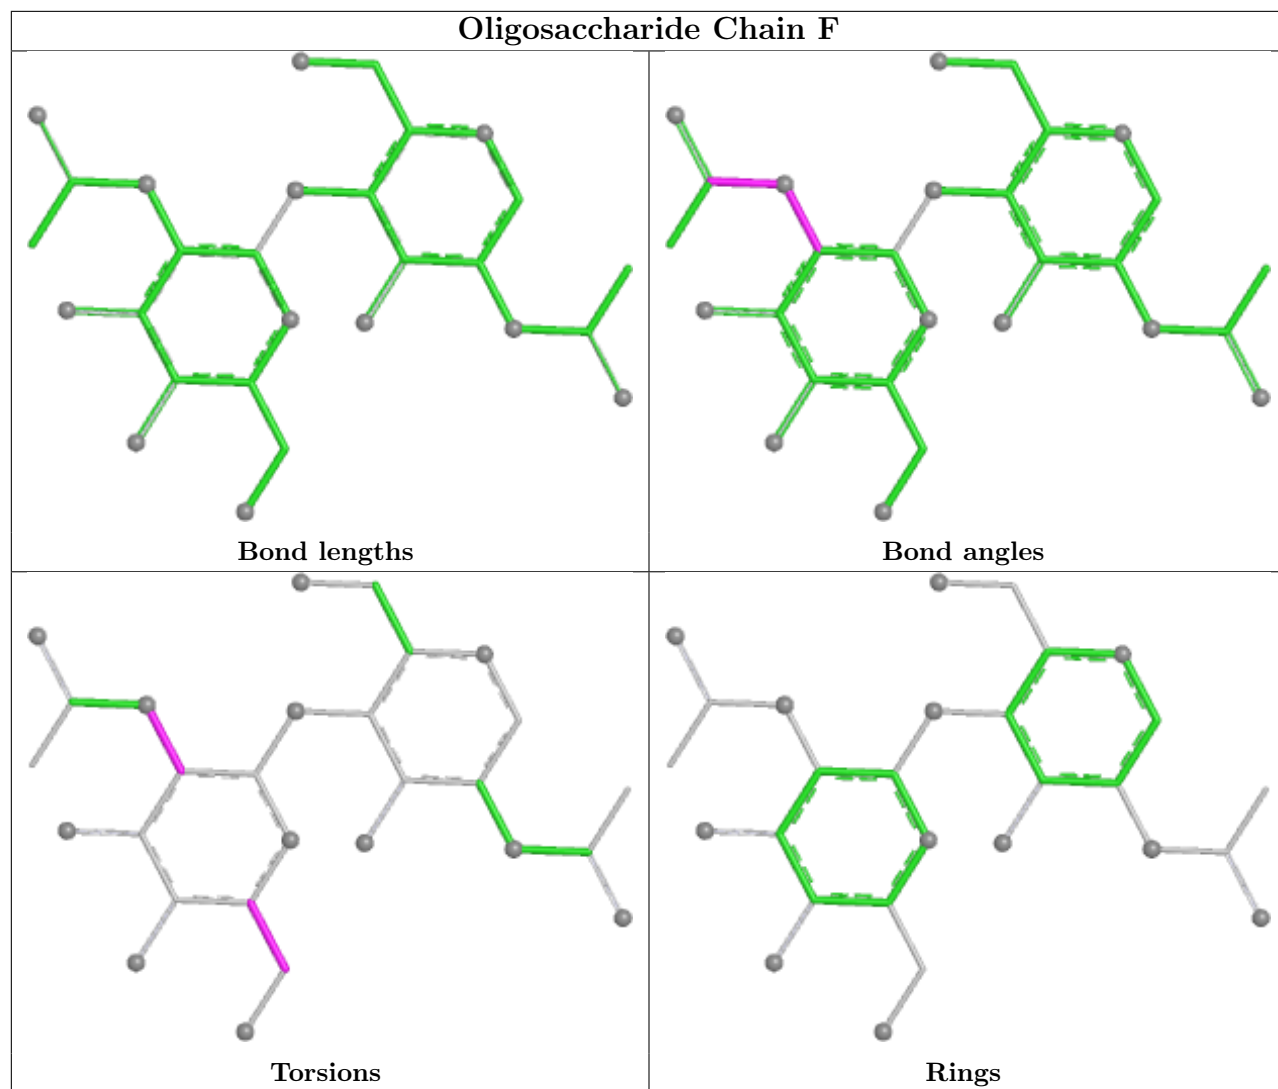 Oligosaccharide Chain F
Bond lengths
Bond angles
Torsions
Rings